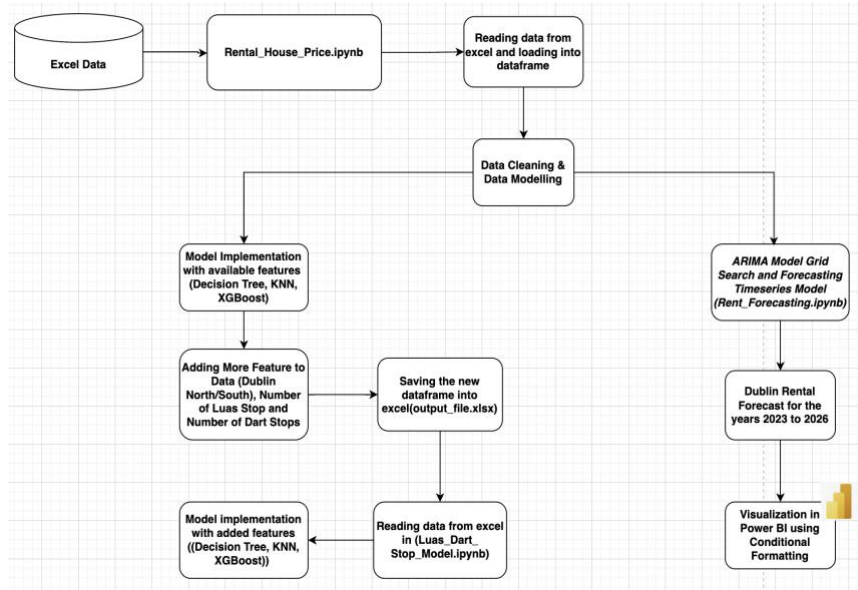 Excel Data
Rental_House_Price.ipynb
Reading data from
excel and loading into
dataframe
Data Cleaning &
Data Modelling
Model Implementation
with available features
(Decision Tree, KNN,
XGBoost)
ARIMA Model Grid
Search and Forecasting
Timeseries Model
(Rent_Forecasting.ipynb)
Adding More Feature to
Data (Dublin
North/South), Number
of Luas Stop and
Number of Dart Stops
Saving the new
dataframe into
excel(output_file.xlsx)
Dublin Rental
Forecast for the
years 2023 to 2026
Model implementation
with added features
((Decision Tree, KNN,
XGBoost))
Reading data from excel
in (Luas_Dart_
Stop_Model.ipynb)
Visualization in
Power BI using
Conditional
Formatting